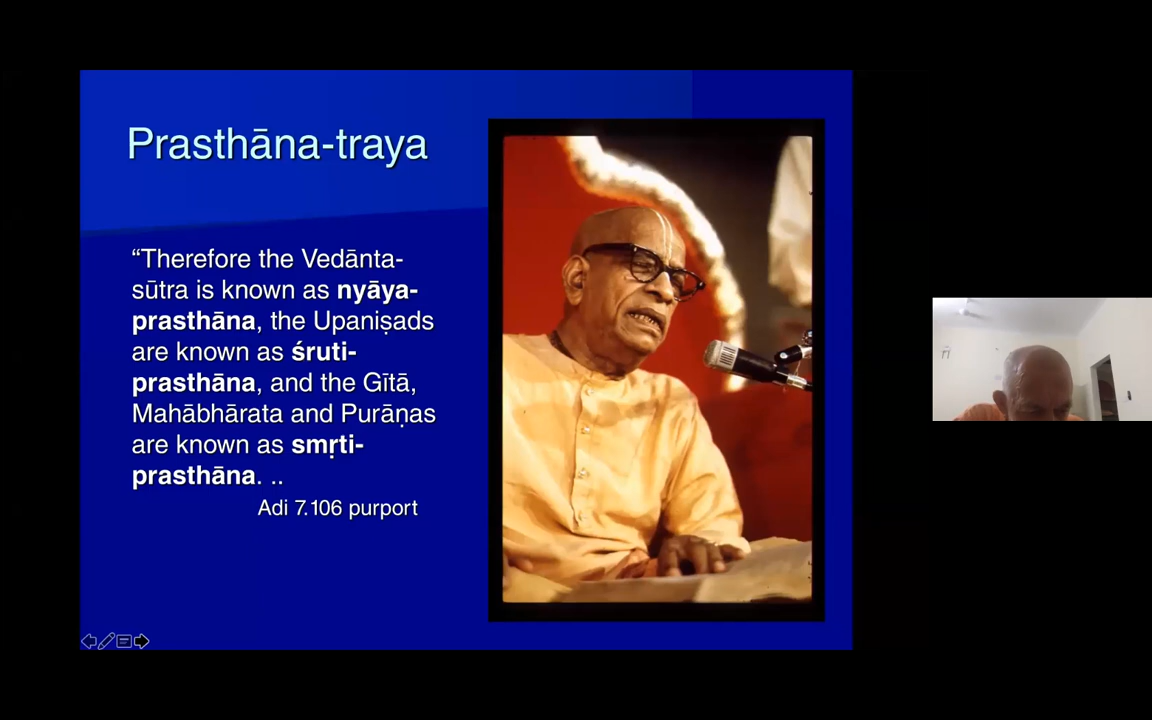 Prasthāna-traya
“Therefore the Vedānta-
sūtra is known as nyāya-
prasthāna, the Upaniṣads
are known as śruti-
prasthāna, and the Gītā,
Mahābhārata and Purāṇas
are known as smṛti-
prasthāna. ..
Adi 7.106 purport